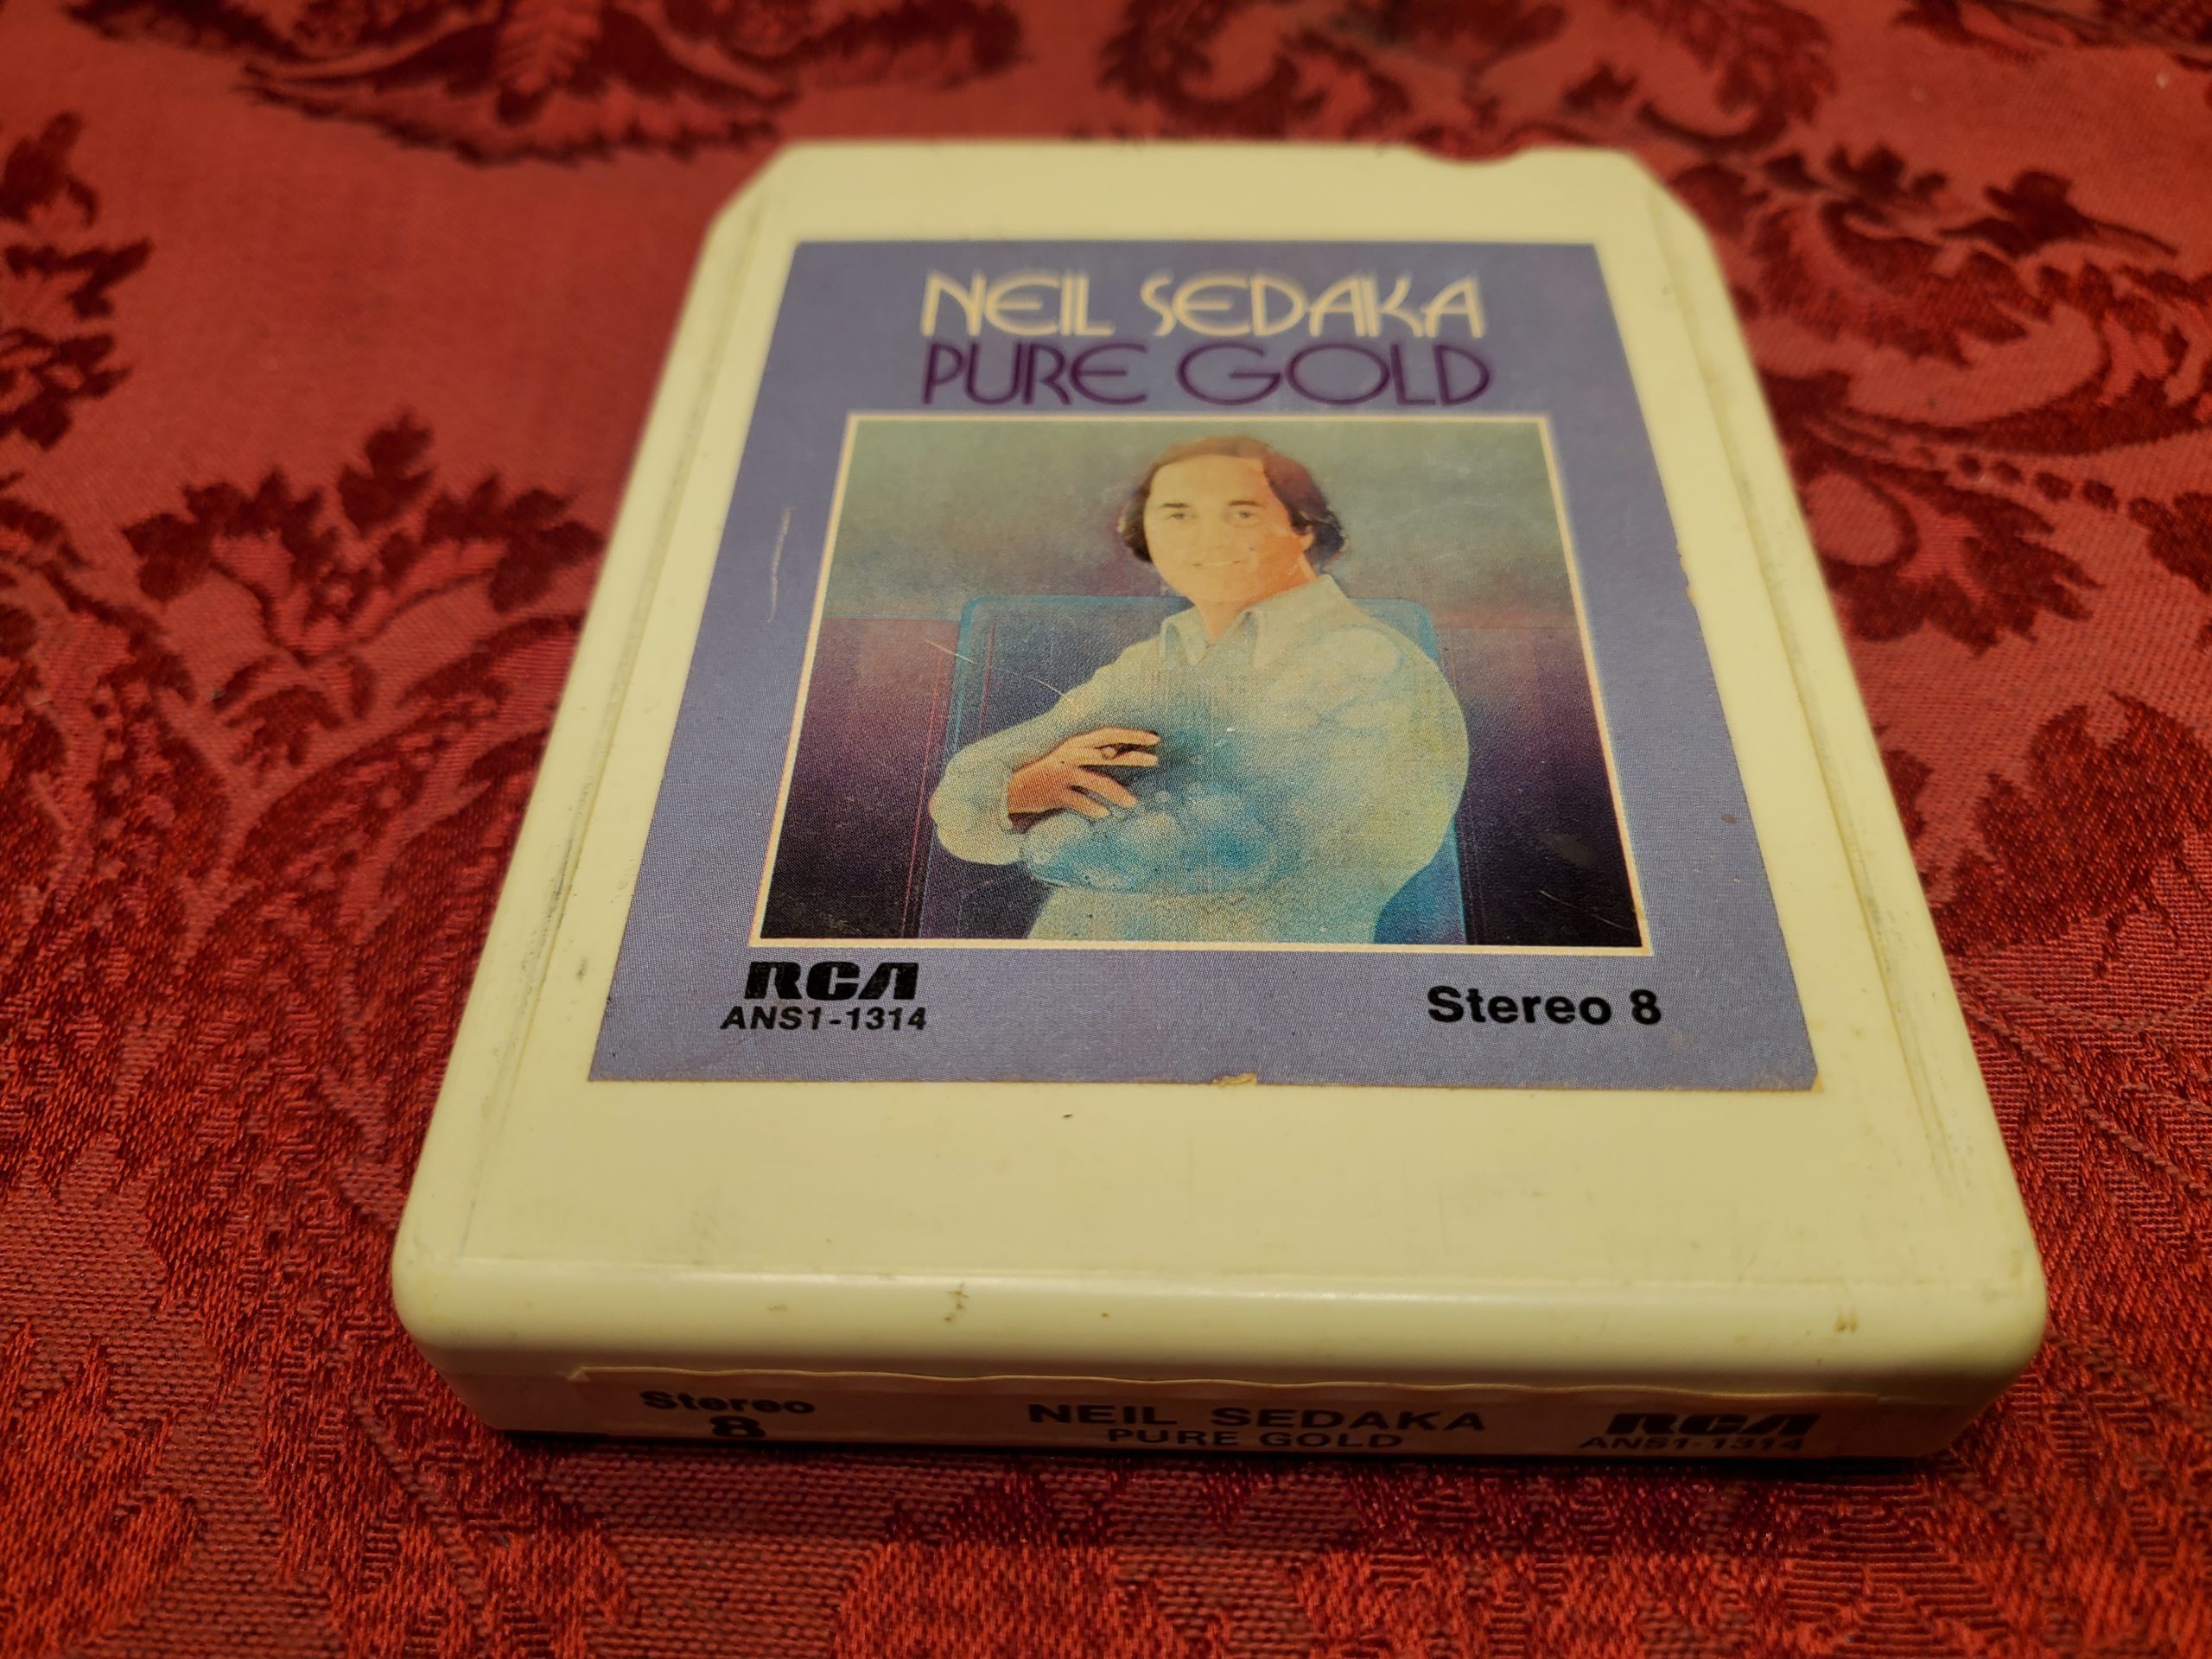 NEIL SEDAKA
PURE GOLD
RCA
ANS1-1314
Stereo 8
Stereo
8
NEIL SEDAKA
PURE GOLD
RCA
ANS1-1314